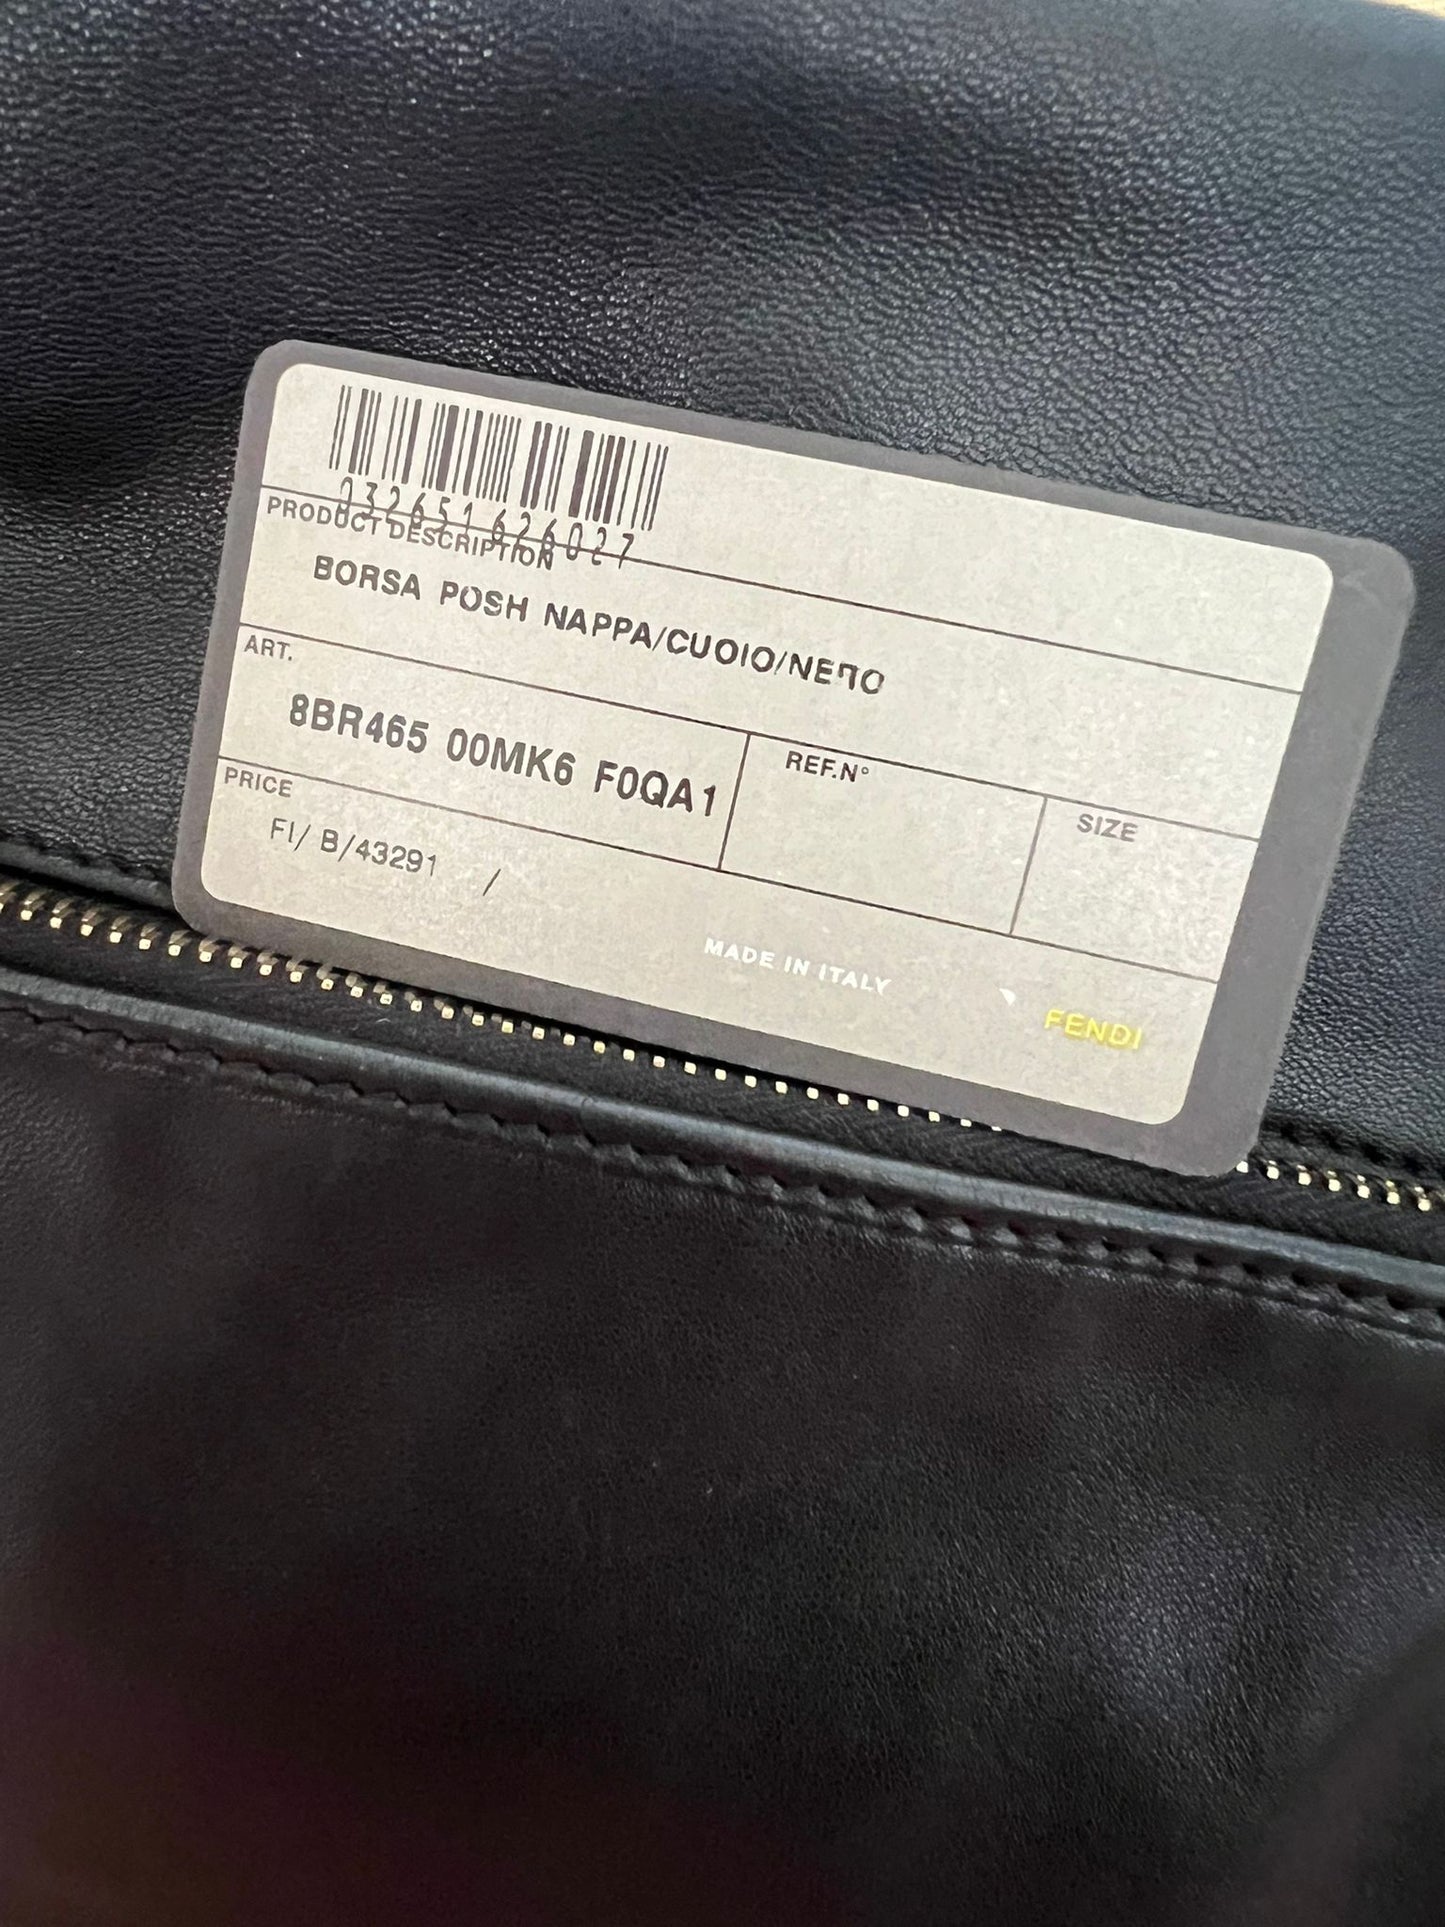 032651626027
PRODUCT DESCRIPTION
BORSA POSH NAPPA/CUOIO/NERO
ART.
8BR465 00MK6 F0QA1
REF.N°
SIZE
PRICE
FI/ B/43291 /
MADE IN ITALY
FENDI